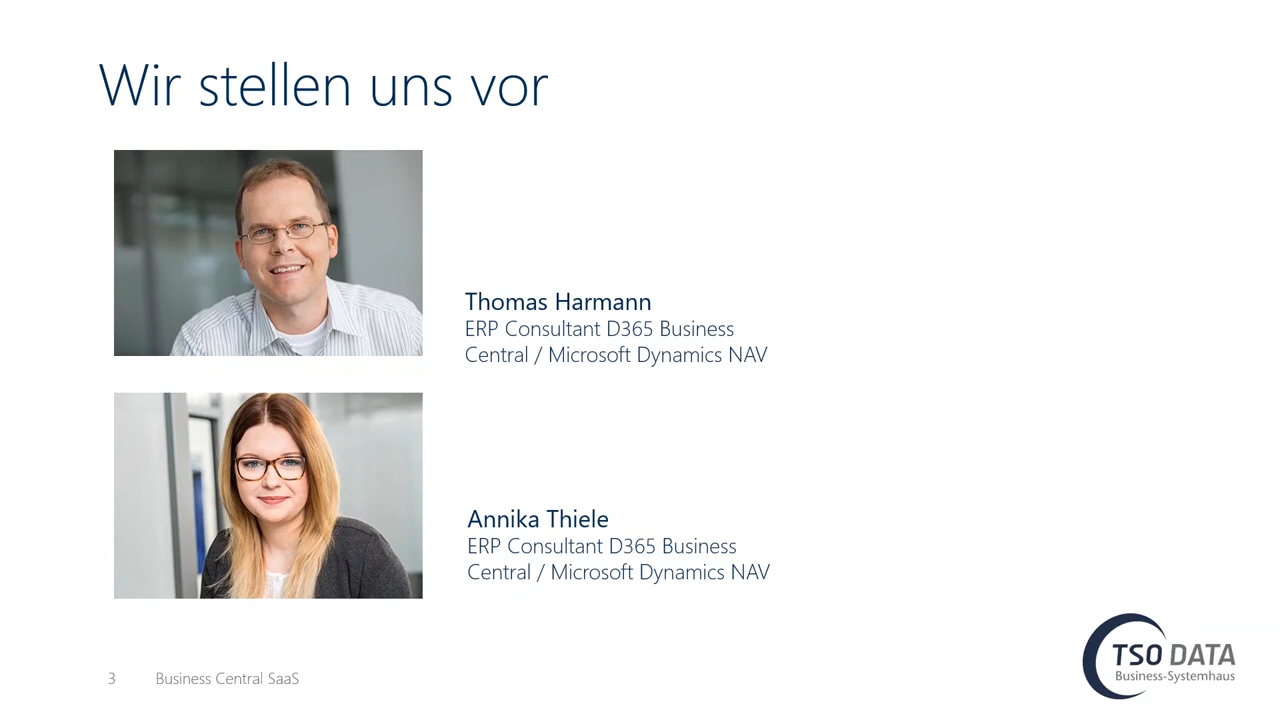 Wir stellen uns vor
Thomas Harmann
ERP Consultant D365 Business
Central / Microsoft Dynamics NAV
Annika Thiele
ERP Consultant D365 Business
Central / Microsoft Dynamics NAV
3 Business Central SaaS
TSO DATA
Business-Systemhaus